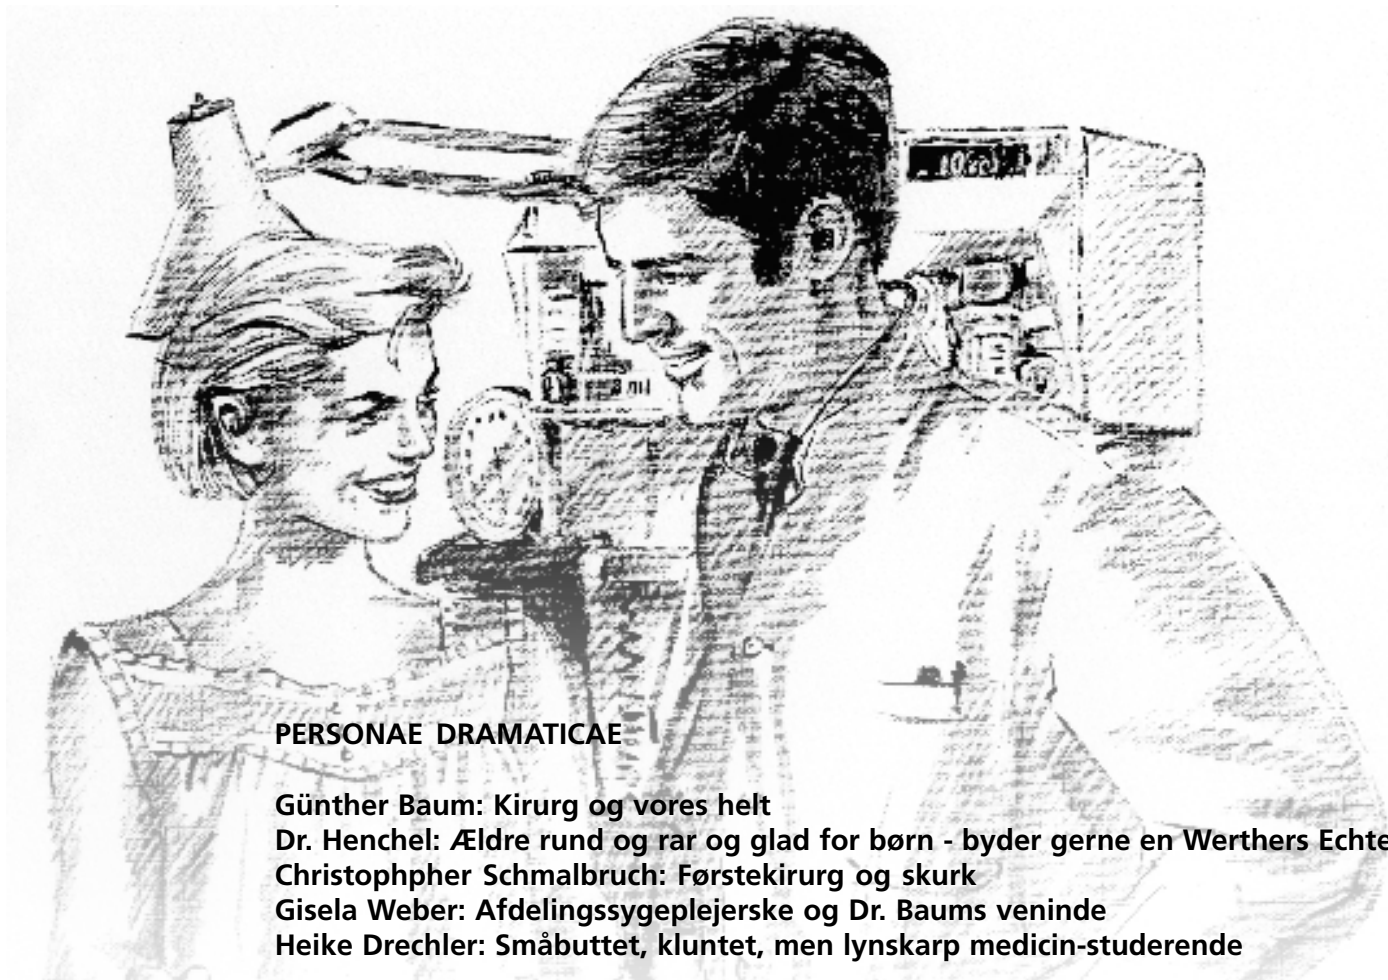 PERSONAE DRAMATICAE
Günther Baum: Kirurg og vores helt
Dr. Henchel: Ældre rund og rar og glad for børn - byder gerne en Werthers Echte
Christophpher Schmalbruch: Førstekirurg og skurk
Gisela Weber: Afdelingssygeplejerske og Dr. Baums veninde
Heike Drechler: Småbuttet, kluntet, men lynskarp medicin-studerende